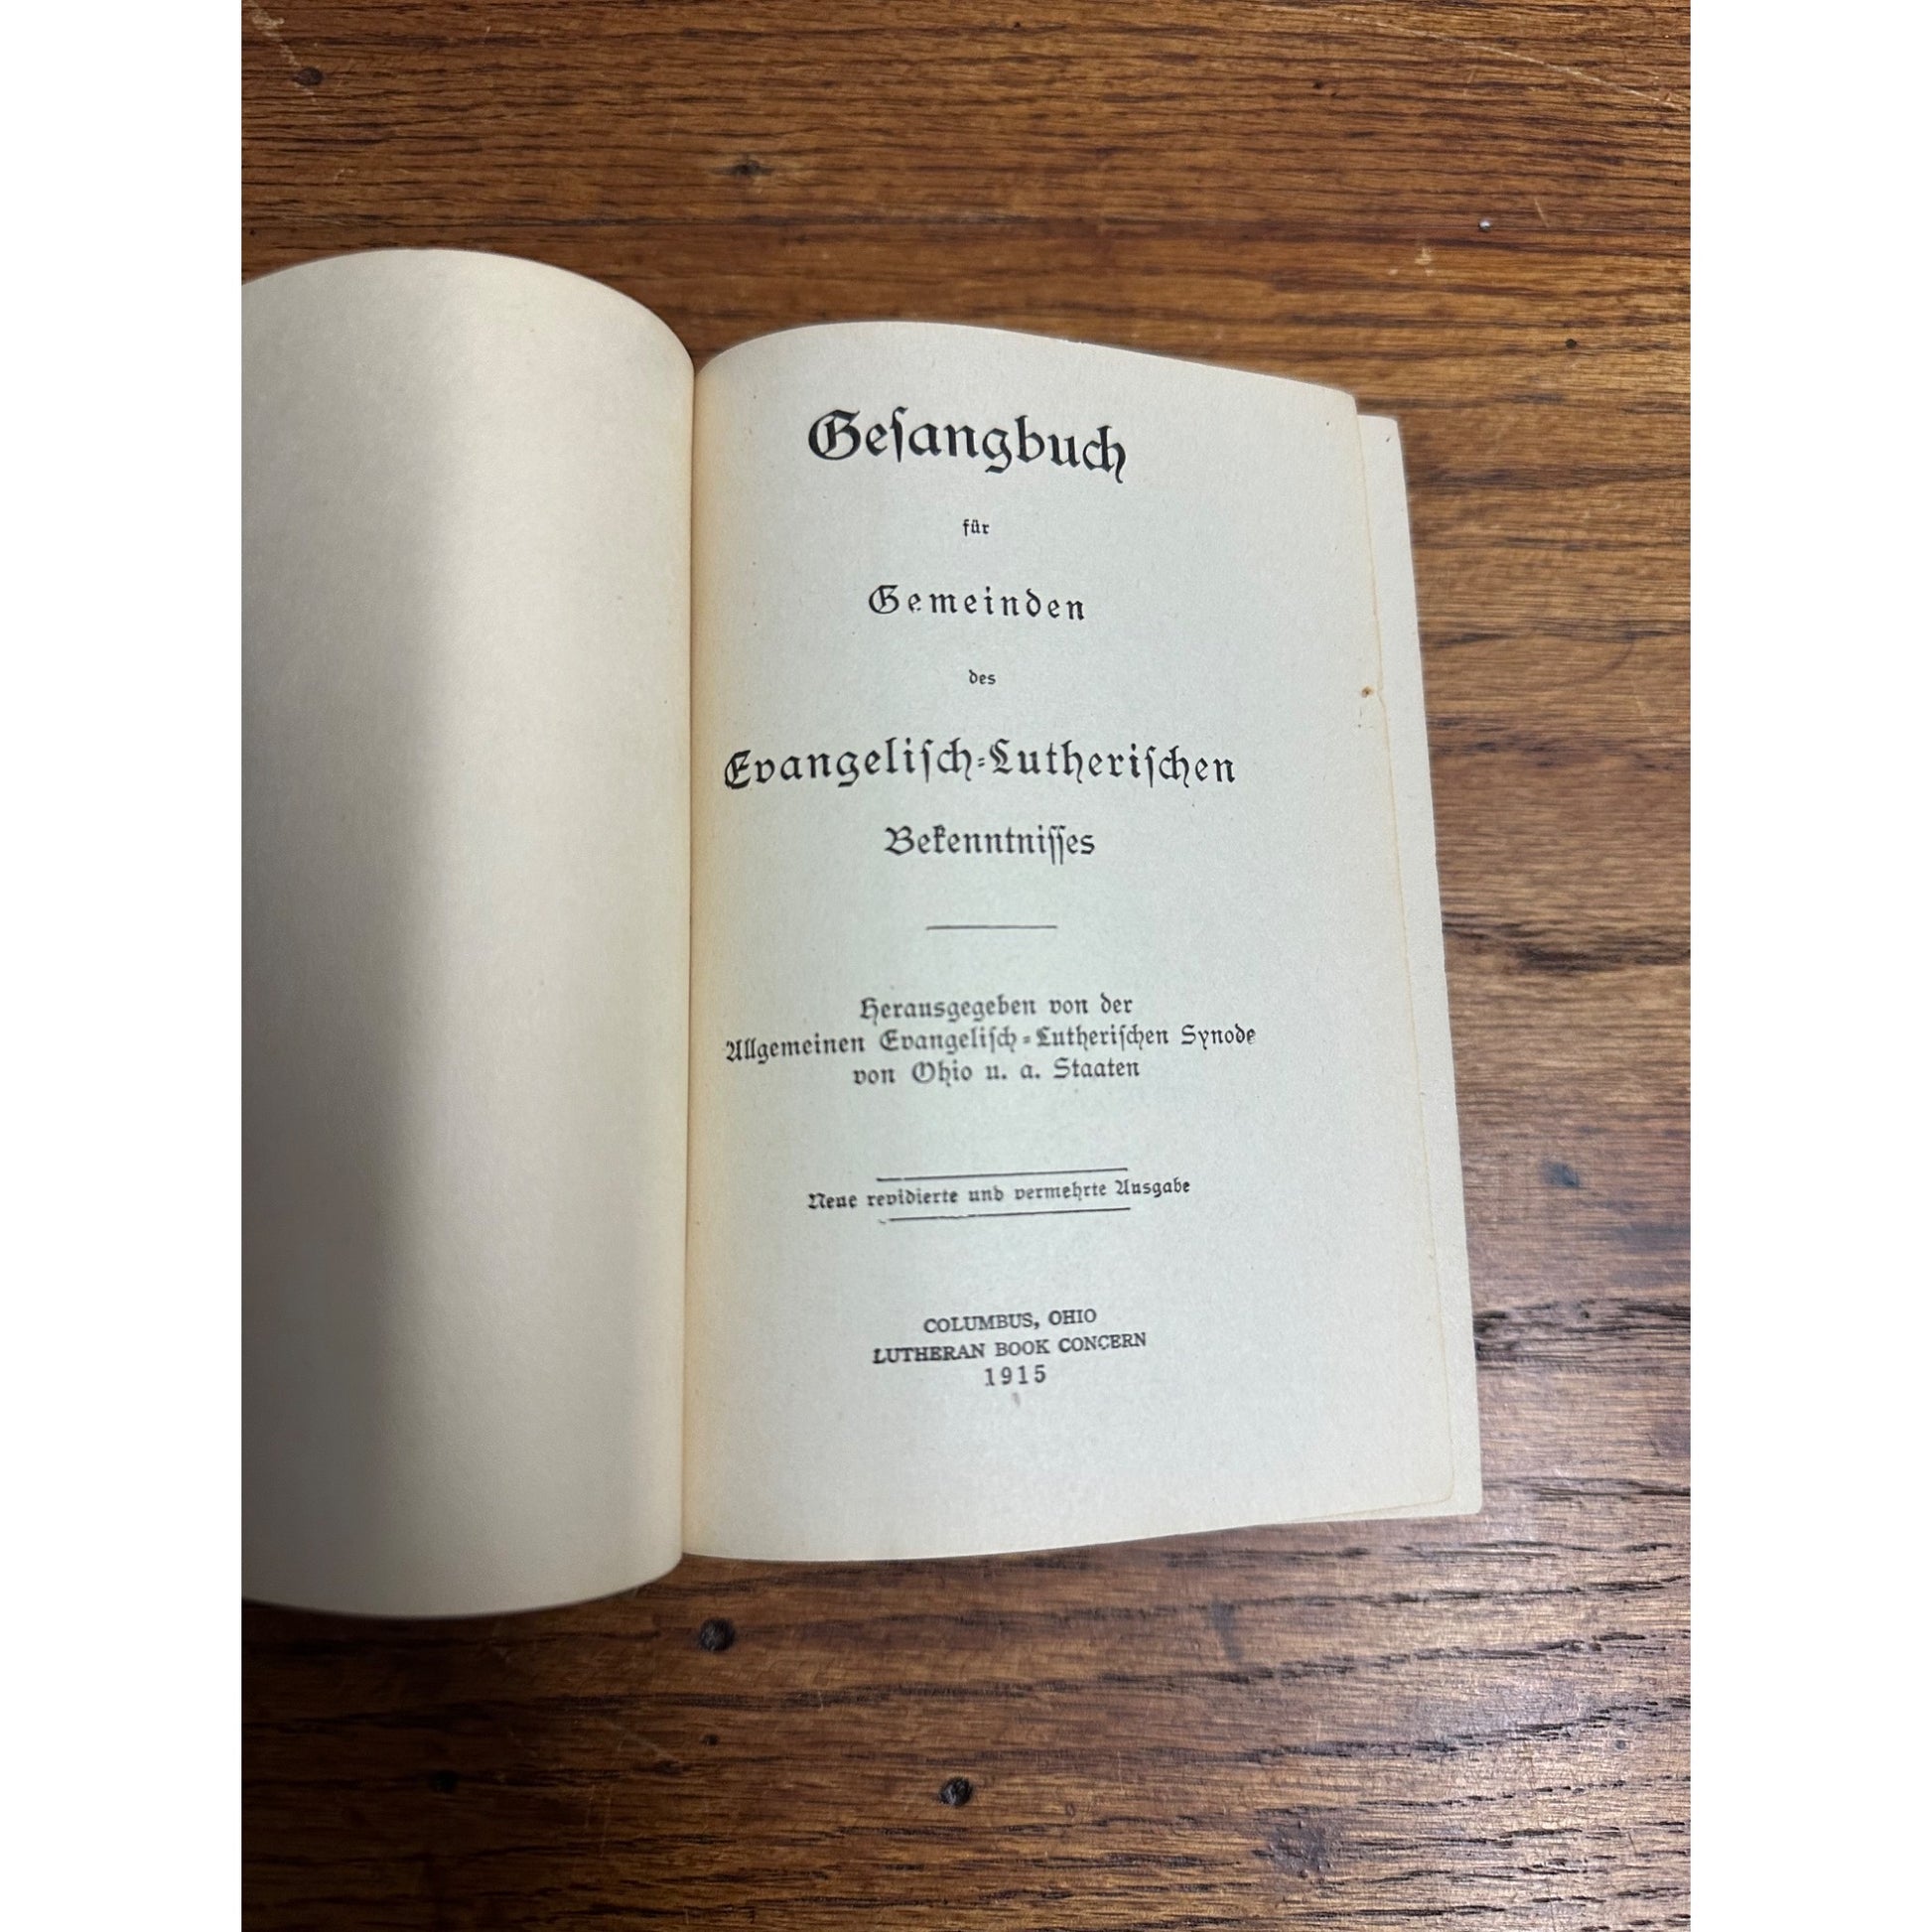 Geſangbuch
für
Gemeinden
des
Evangeliſch-Lutheriſchen
Bekenntniſſes
Herausgegeben von der
Allgemeinen Evangeliſch-Lutheriſchen Synode
von Ohio u. a. Staaten
Neue revidierte und vermehrte Ausgabe
COLUMBUS, OHIO
LUTHERAN BOOK CONCERN
1915